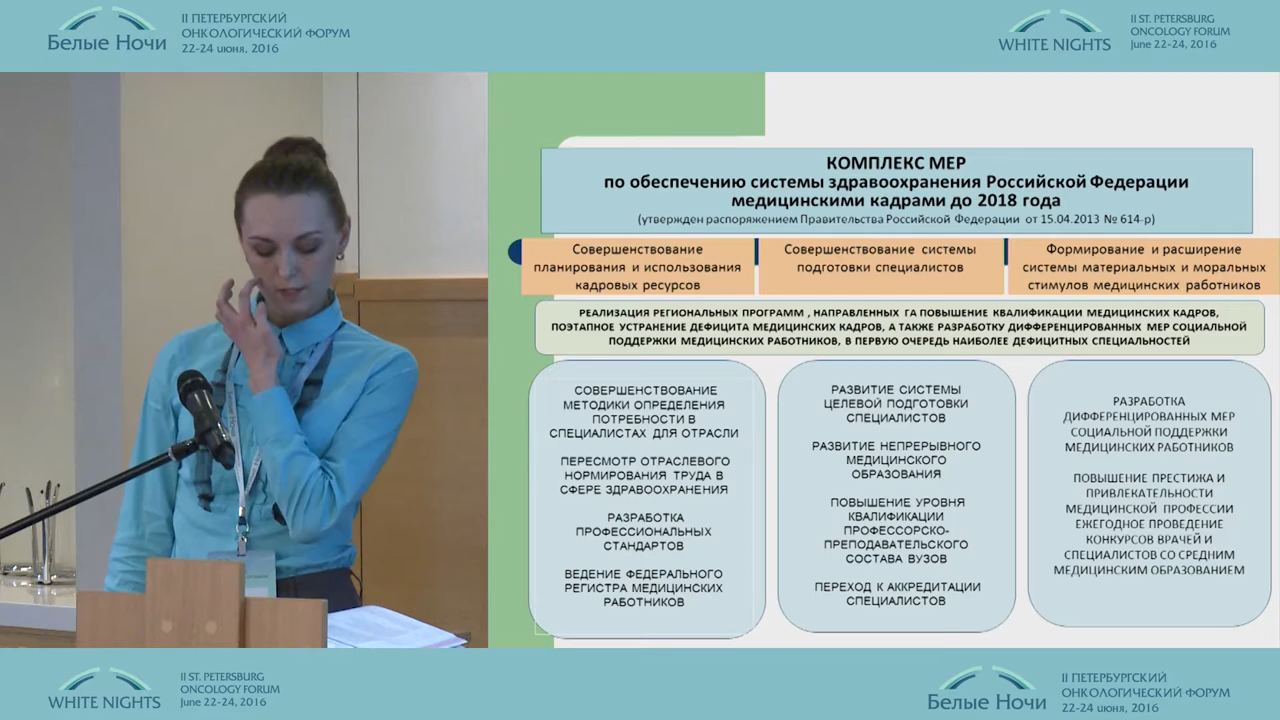 Белые Ночи
II ПЕТЕРБУРГСКИЙ
ОНКОЛОГИЧЕСКИЙ ФОРУМ
22-24 июня, 2016
WHITE NIGHTS
II ST. PETERSBURG
ONCOLOGY FORUM
June 22-24, 2016
КОМПЛЕКС МЕР
по обеспечению системы здравоохранения Российской Федерации
медицинскими кадрами до 2018 года
(утвержден распоряжением Правительства Российской Федерации от 15.04.2013 № 614-р)
Совершенствование
планирования и использования
кадровых ресурсов
Совершенствование системы
подготовки специалистов
Формирование и расширение
системы материальных и моральных
стимулов медицинских работников
РЕАЛИЗАЦИЯ РЕГИОНАЛЬНЫХ ПРОГРАММ , НАПРАВЛЕННЫХ ГА ПОВЫШЕНИЕ КВАЛИФИКАЦИИ МЕДИЦИНСКИХ КАДРОВ,
ПОЭТАПНОЕ УСТРАНЕНИЕ ДЕФИЦИТА МЕДИЦИНСКИХ КАДРОВ, А ТАКЖЕ РАЗРАБОТКУ ДИФФЕРЕНЦИРОВАННЫХ МЕР СОЦИАЛЬНОЙ
ПОДДЕРЖКИ МЕДИЦИНСКИХ РАБОТНИКОВ, В ПЕРВУЮ ОЧЕРЕДЬ НАИБОЛЕЕ ДЕФИЦИТНЫХ СПЕЦИАЛЬНОСТЕЙ
СОВЕРШЕНСТВОВАНИЕ
МЕТОДИКИ ОПРЕДЕЛЕНИЯ
ПОТРЕБНОСТИ В
СПЕЦИАЛИСТАХ ДЛЯ ОТРАСЛИ
ПЕРЕСМОТР ОТРАСЛЕВОГО
НОРМИРОВАНИЯ ТРУДА В
СФЕРЕ ЗДРАВООХРАНЕНИЯ
РАЗРАБОТКА
ПРОФЕССИОНАЛЬНЫХ
СТАНДАРТОВ
ВЕДЕНИЕ ФЕДЕРАЛЬНОГО
РЕГИСТРА МЕДИЦИНСКИХ
РАБОТНИКОВ
РАЗВИТИЕ СИСТЕМЫ
ЦЕЛЕВОЙ ПОДГОТОВКИ
СПЕЦИАЛИСТОВ
РАЗВИТИЕ НЕПРЕРЫВНОГО
МЕДИЦИНСКОГО
ОБРАЗОВАНИЯ
ПОВЫШЕНИЕ УРОВНЯ
КВАЛИФИКАЦИИ
ПРОФЕССОРСКО-
ПРЕПОДАВАТЕЛЬСКОГО
СОСТАВА ВУЗОВ
ПЕРЕХОД К АККРЕДИТАЦИИ
СПЕЦИАЛИСТОВ
РАЗРАБОТКА
ДИФФЕРЕНЦИРОВАННЫХ МЕР
СОЦИАЛЬНОЙ ПОДДЕРЖКИ
МЕДИЦИНСКИХ РАБОТНИКОВ
ПОВЫШЕНИЕ ПРЕСТИЖА И
ПРИВЛЕКАТЕЛЬНОСТИ
МЕДИЦИНСКОЙ ПРОФЕССИИ
ЕЖЕГОДНОЕ ПРОВЕДЕНИЕ
КОНКУРСОВ ВРАЧЕЙ И
СПЕЦИАЛИСТОВ СО СРЕДНИМ
МЕДИЦИНСКИМ ОБРАЗОВАНИЕМ
WHITE NIGHTS
II ST. PETERSBURG
ONCOLOGY FORUM
June 22-24, 2016
Белые Ночи
II ПЕТЕРБУРГСКИЙ
ОНКОЛОГИЧЕСКИЙ ФОРУМ
22-24 июня, 2016